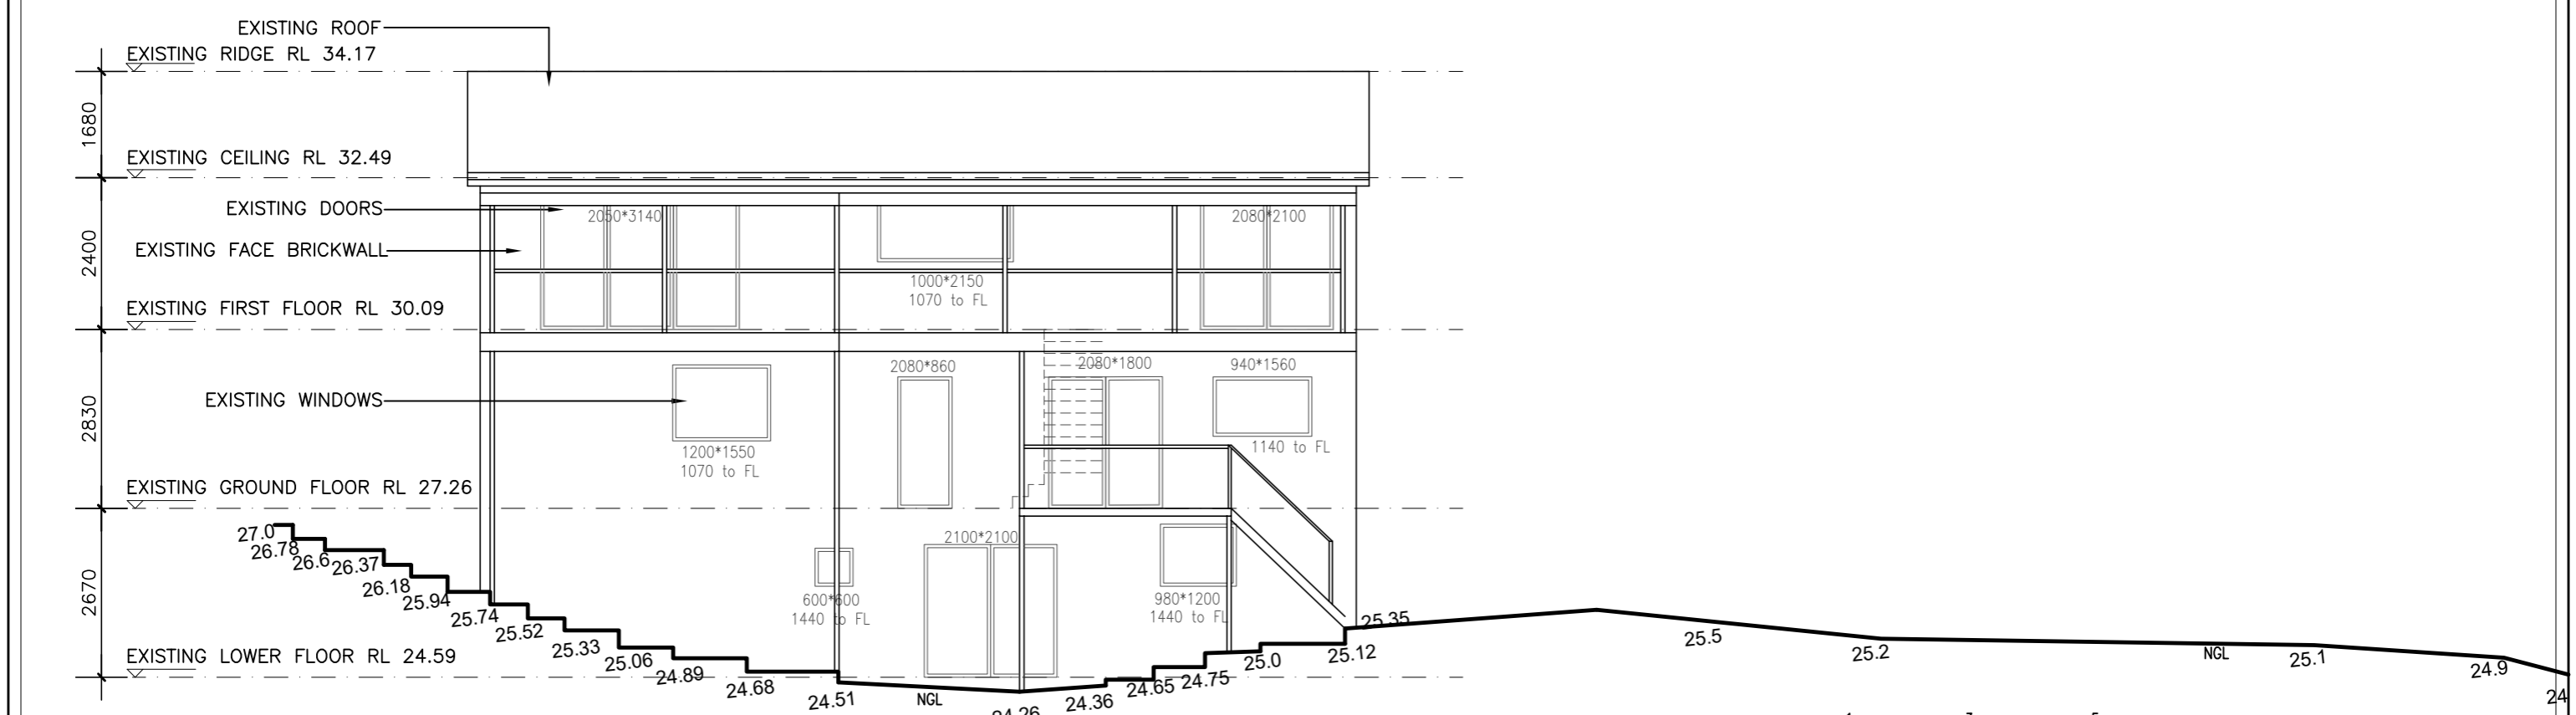 EXISTING ROOF
EXISTING RIDGE RL 34.17
1680
EXISTING CEILING RL 32.49
EXISTING DOORS
2050*3140
2080*2100
EXISTING FACE BRICKWALL
2400
1000*2150
1070 to FL
EXISTING FIRST FLOOR RL 30.09
2080*860
2080*1800
940*1560
EXISTING WINDOWS
2830
1200*1550
1070 to FL
1140 to FL
EXISTING GROUND FLOOR RL 27.26
27.0
26.78
26.6
26.37
26.18
25.94
25.74
25.52
25.33
25.06
24.89
24.68
24.51
2100*2100
2670
600*600
1440 to FL
980*1200
1440 to FL
EXISTING LOWER FLOOR RL 24.59
NGL
24.26
24.36
24.65
24.75
25.0
25.12
25.35
25.5
25.2
NGL
25.1
24.9
24